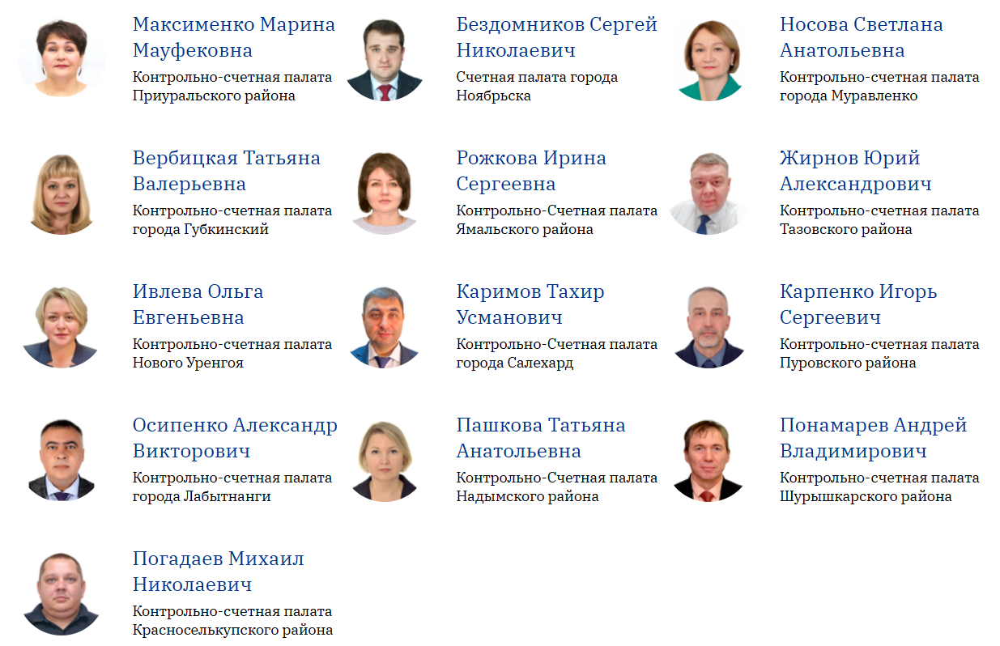 Максименко Марина
Мауфековна
Контрольно-счетная палата
Приуральского района
Бездомников Сергей
Николаевич
Счетная палата города
Ноябрьска
Носова Светлана
Анатольевна
Контрольно-счетная палата
города Муравленко
Вербицкая Татьяна
Валерьевна
Контрольно-счетная палата
города Губкинский
Рожкова Ирина
Сергеевна
Контрольно-Счетная палата
Ямальского района
Жирнов Юрий
Александрович
Контрольно-счетная палата
Тазовского района
Ивлева Ольга
Евгеньевна
Контрольно-счетная палата
Нового Уренгоя
Каримов Тахир
Усманович
Контрольно-Счетная палата
города Салехард
Карпенко Игорь
Сергеевич
Контрольно-счетная палата
Пуровского района
Осипенко Александр
Викторович
Контрольно-счетная палата
города Лабытнанги
Пашкова Татьяна
Анатольевна
Контрольно-Счетная палата
Надымского района
Понамарев Андрей
Владимирович
Контрольно-счетная палата
Шурышкарского района
Погадаев Михаил
Николаевич
Контрольно-счетная палата
Красноселькупского района